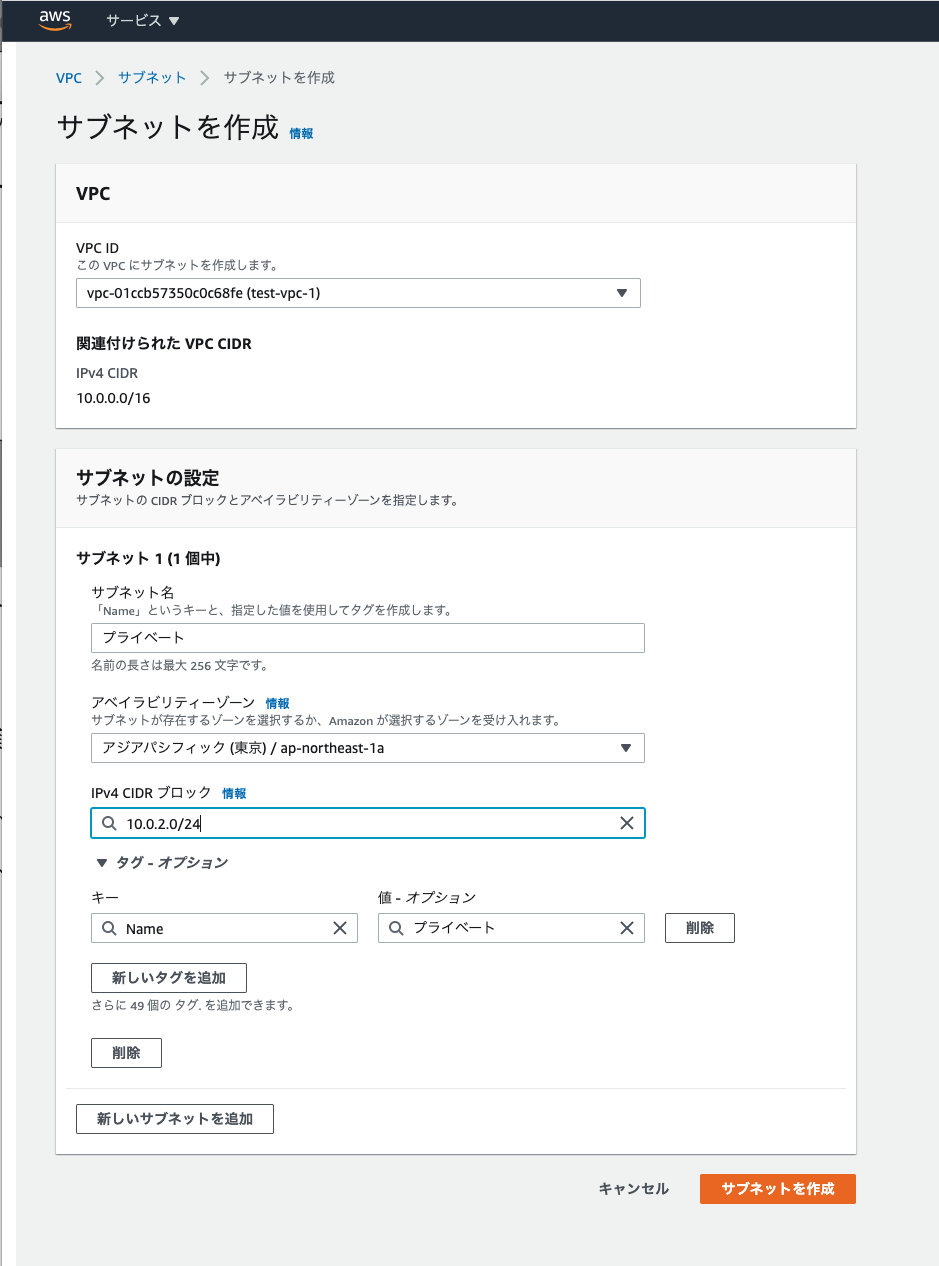 aws サービス ▼
VPC > サブネット > サブネットを作成
サブネットを作成 情報
VPC
VPC ID
この VPC にサブネットを作成します。
vpc-01ccb57350c0c68fe (test-vpc-1)
関連付けられた VPC CIDR
IPv4 CIDR
10.0.0.0/16
サブネットの設定
サブネットの CIDR ブロックとアベイラビリティーゾーンを指定します。
サブネット 1 (1 個中)
サブネット名
「Name」というキーと、指定した値を使用してタグを作成します。
プライベート
名前の長さは最大 256 文字です。
アベイラビリティーゾーン 情報
サブネットが存在するゾーンを選択するか、Amazon が選択するゾーンを受け入れます。
アジアパシフィック (東京) / ap-northeast-1a
IPv4 CIDR ブロック 情報
10.0.2.0/24
▼ タグ - オプション
キー 値 - オプション
Name プライベート 削除
新しいタグを追加
さらに 49 個の タグ. を追加できます。
削除
新しいサブネットを追加
キャンセル サブネットを作成